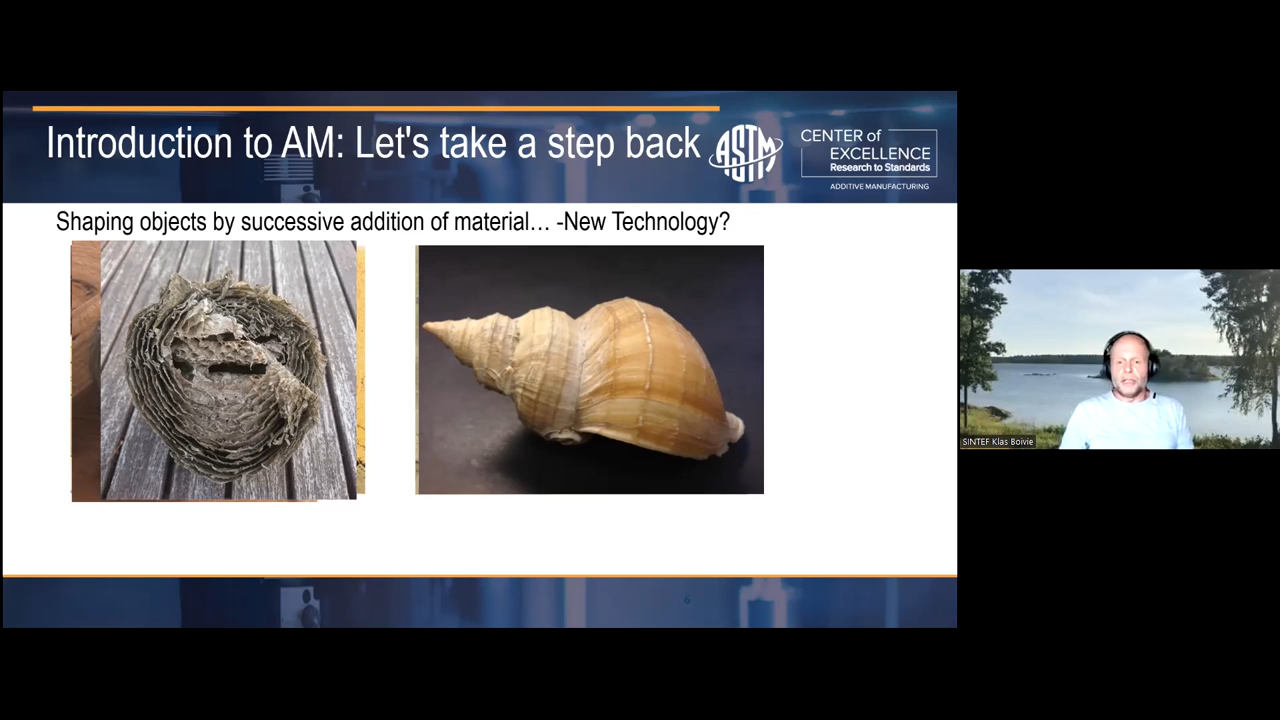 Introduction to AM: Let's take a step back
ASTM
CENTER of
EXCELLENCE
Research to Standards
ADDITIVE MANUFACTURING
Shaping objects by successive addition of material… -New Technology?
SINTEF Klas Boivie
6